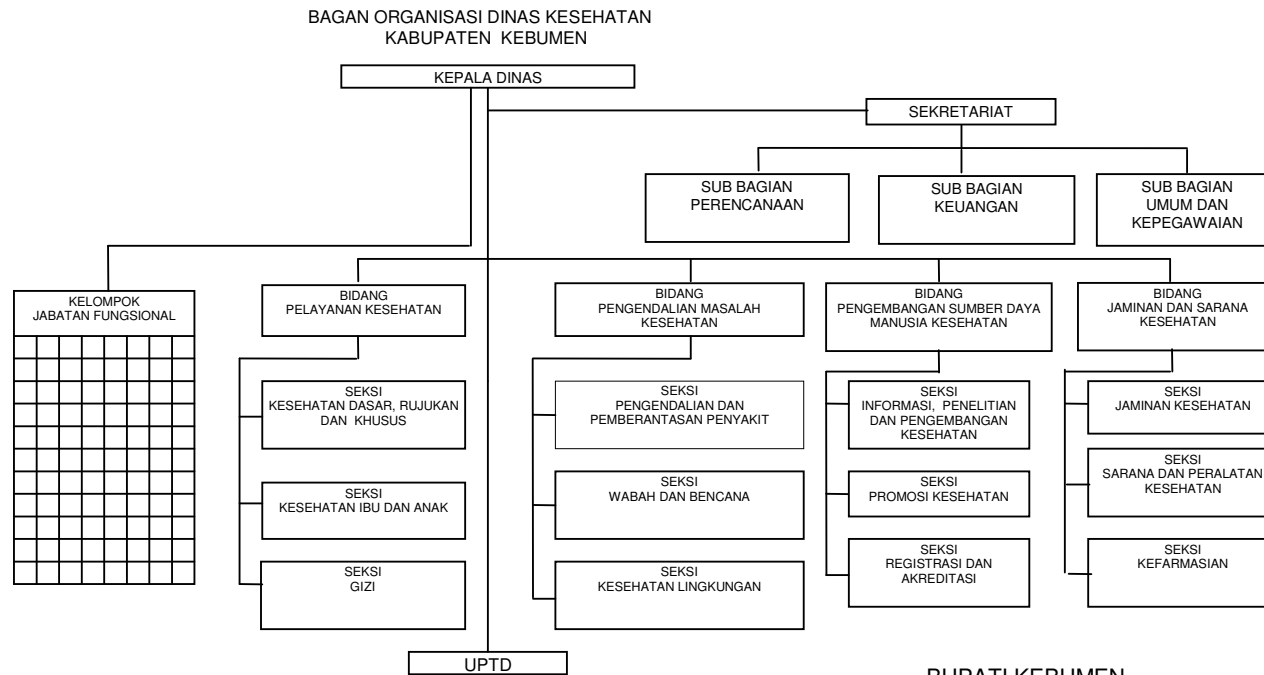 BAGAN ORGANISASI DINAS KESEHATAN
KABUPATEN KEBUMEN
KEPALA DINAS
SEKRETARIAT
SUB BAGIAN
PERENCANAAN
SUB BAGIAN
KEUANGAN
SUB BAGIAN
UMUM DAN
KEPEGAWAIAN
KELOMPOK
JABATAN FUNGSIONAL
BIDANG
PELAYANAN KESEHATAN
BIDANG
PENGENDALIAN MASALAH
KESEHATAN
BIDANG
PENGEMBANGAN SUMBER DAYA
MANUSIA KESEHATAN
BIDANG
JAMINAN DAN SARANA
KESEHATAN
SEKSI
KESEHATAN DASAR, RUJUKAN
DAN KHUSUS
SEKSI
PENGENDALIAN DAN
PEMBERANTASAN PENYAKIT
SEKSI
INFORMASI, PENELITIAN
DAN PENGEMBANGAN
KESEHATAN
SEKSI
JAMINAN KESEHATAN
SEKSI
KESEHATAN IBU DAN ANAK
SEKSI
WABAH DAN BENCANA
SEKSI
PROMOSI KESEHATAN
SEKSI
SARANA DAN PERALATAN
KESEHATAN
SEKSI
GIZI
SEKSI
KESEHATAN LINGKUNGAN
SEKSI
REGISTRASI DAN
AKREDITASI
SEKSI
KEFARMASIAN
UPTD
BUPATI KEBUMEN